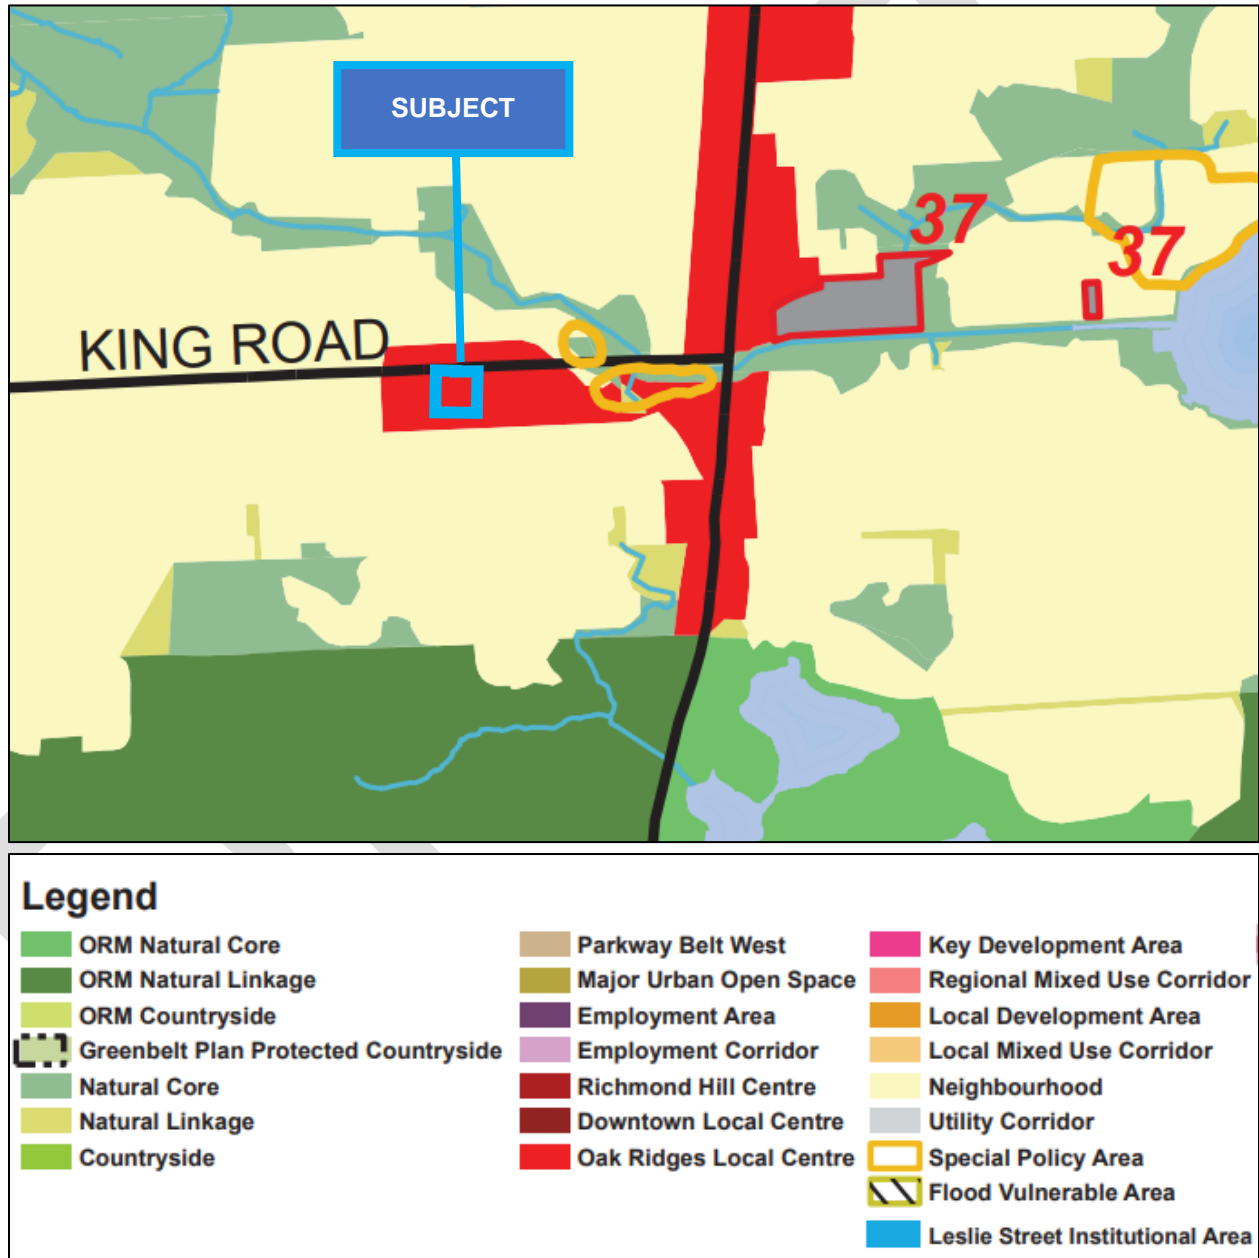 SUBJECT
37
37
KING ROAD
Legend
ORM Natural Core
ORM Natural Linkage
ORM Countryside
Greenbelt Plan Protected Countryside
Natural Core
Natural Linkage
Countryside
Parkway Belt West
Major Urban Open Space
Employment Area
Employment Corridor
Richmond Hill Centre
Downtown Local Centre
Oak Ridges Local Centre
Key Development Area
Regional Mixed Use Corridor
Local Development Area
Local Mixed Use Corridor
Neighbourhood
Utility Corridor
Special Policy Area
Flood Vulnerable Area
Leslie Street Institutional Area